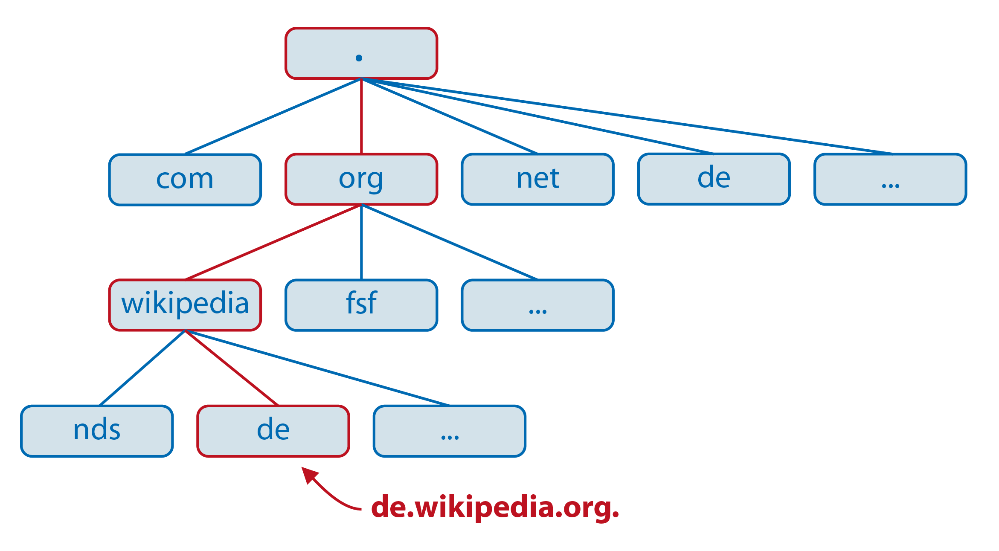 .
com org net de ...
wikipedia fsf ...
nds de ...
de.wikipedia.org.